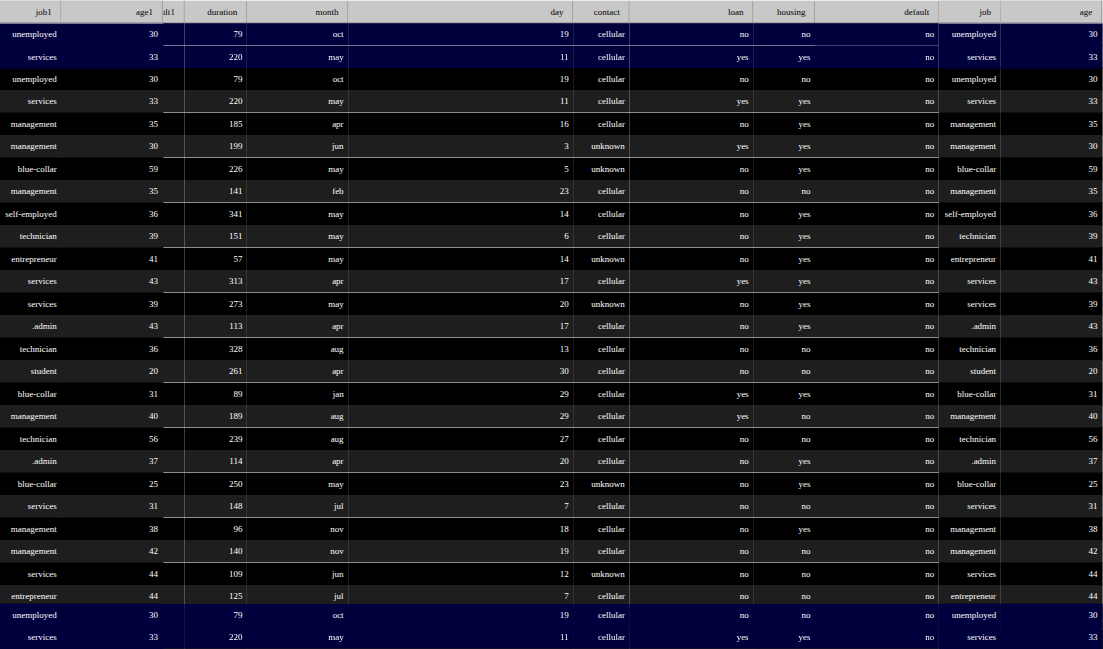 job1 age1 ult1 duration month day contact loan housing default job age
unemployed 30 79 oct 19 cellular no no no unemployed 30
services 33 220 may 11 cellular yes yes no services 33
unemployed 30 79 oct 19 cellular no no no unemployed 30
services 33 220 may 11 cellular yes yes no services 33
management 35 185 apr 16 cellular no yes no management 35
management 30 199 jun 3 unknown yes yes no management 30
blue-collar 59 226 may 5 unknown no yes no blue-collar 59
management 35 141 feb 23 cellular no no no management 35
self-employed 36 341 may 14 cellular no yes no self-employed 36
technician 39 151 may 6 cellular no yes no technician 39
entrepreneur 41 57 may 14 unknown no yes no entrepreneur 41
services 43 313 apr 17 cellular yes yes no services 43
services 39 273 may 20 unknown no yes no services 39
.admin 43 113 apr 17 cellular no yes no .admin 43
technician 36 328 aug 13 cellular no no no technician 36
student 20 261 apr 30 cellular no no no student 20
blue-collar 31 89 jan 29 cellular yes yes no blue-collar 31
management 40 189 aug 29 cellular yes no no management 40
technician 56 239 aug 27 cellular no no no technician 56
.admin 37 114 apr 20 cellular no yes no .admin 37
blue-collar 25 250 may 23 unknown no yes no blue-collar 25
services 31 148 jul 7 cellular no no no services 31
management 38 96 nov 18 cellular no yes no management 38
management 42 140 nov 19 cellular no no no management 42
services 44 109 jun 12 unknown no no no services 44
entrepreneur 44 125 jul 7 cellular no no no entrepreneur 44
unemployed 30 79 oct 19 cellular no no no unemployed 30
services 33 220 may 11 cellular yes yes no services 33